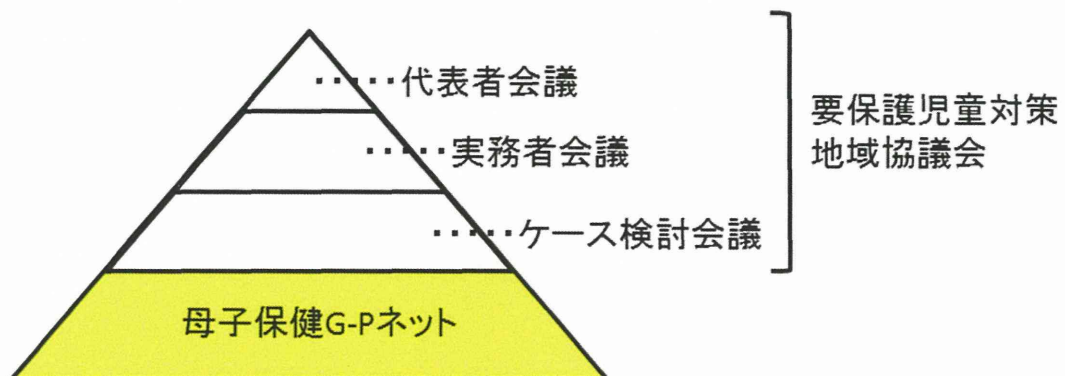 ・・・・・代表者会議
・・・・・実務者会議
・・・・・ケース検討会議
要保護児童対策
地域協議会
母子保健G-Pネット